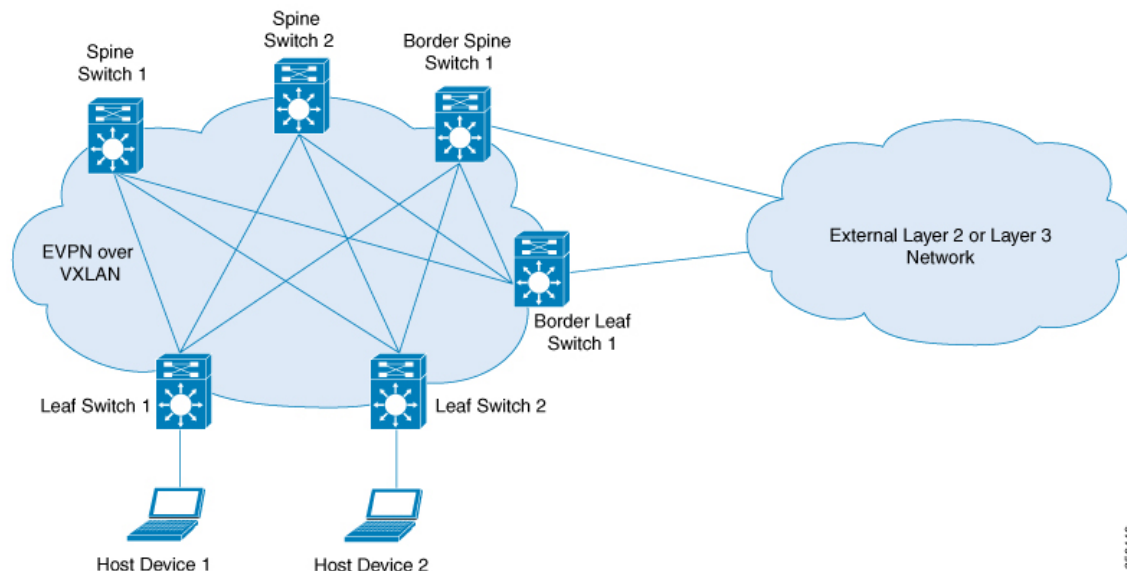 Spine
Switch 2
Spine
Switch 1
Border Spine
Switch 1
EVPN over
VXLAN
External Layer 2 or Layer 3
Network
Border Leaf
Switch 1
Leaf Switch 1
Leaf Switch 2
Host Device 1
Host Device 2